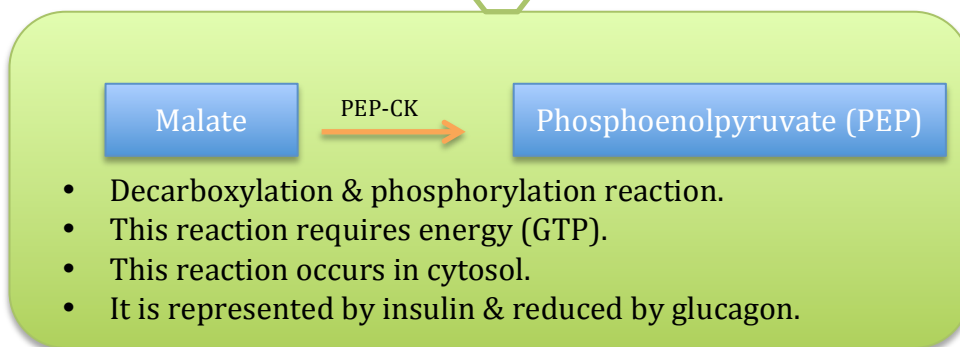 Malate PEP-CK Phosphoenolpyruvate (PEP)
• Decarboxylation & phosphorylation reaction.
• This reaction requires energy (GTP).
• This reaction occurs in cytosol.
• It is represented by insulin & reduced by glucagon.